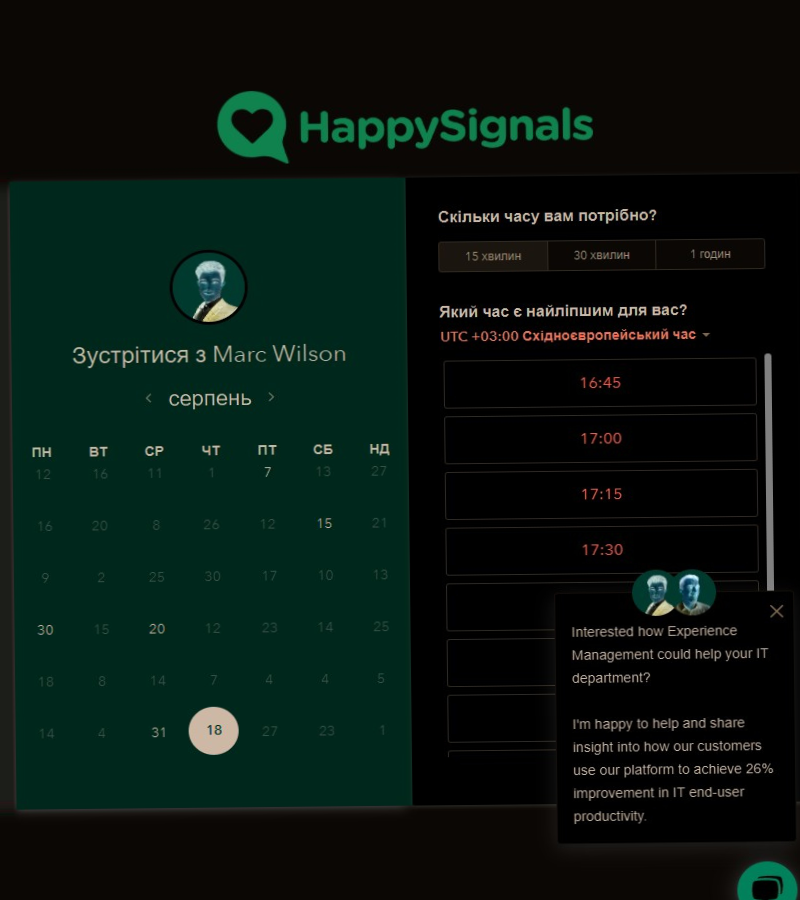 HappySignals
Зустрітися з Marc Wilson
серпень
ПН ВТ СР ЧТ ПТ СБ НД
12 16 11 1 7 13 27
16 20 8 26 12 15 21
9 2 25 30 17 10 13
30 15 20 12 23 14 25
18 8 14 7 4 4 5
14 4 31 18 27 23 1
Скільки часу вам потрібно?
15 хвилин 30 хвилин 1 годин
Який час є найліпшим для вас?
UTC +03:00 Східноєвропейський час
16:45
17:00
17:15
17:30
Interested how Experience
Management could help your IT
department?
I'm happy to help and share
insight into how our customers
use our platform to achieve 26%
improvement in IT end-user
productivity.